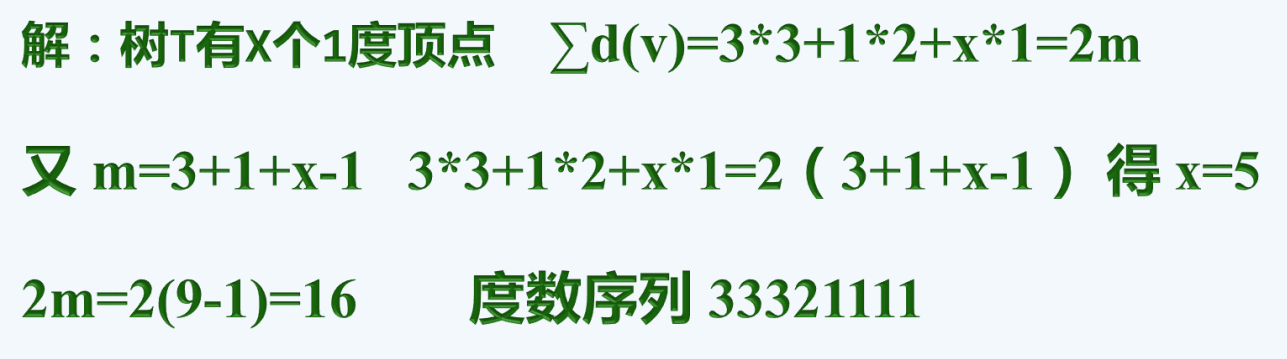 解：树T有X个1度顶点 ∑d(v)=3*3+1*2+x*1=2m
又 m=3+1+x-1 3*3+1*2+x*1=2（3+1+x-1）得 x=5
2m=2(9-1)=16 度数序列 33321111